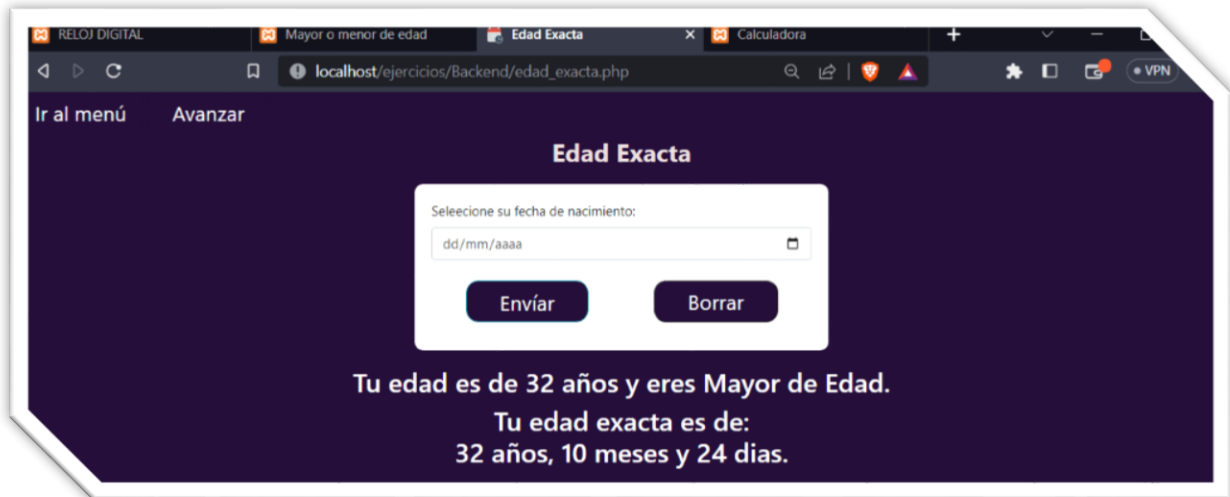 RELOJ DIGITAL Mayor o menor de edad Edad Exacta Calculadora
localhost/ejercicios/Backend/edad_exacta.php VPN
Ir al menú Avanzar
Edad Exacta
Seleecione su fecha de nacimiento:
dd/mm/aaaa
Envíar Borrar
Tu edad es de 32 años y eres Mayor de Edad.
Tu edad exacta es de:
32 años, 10 meses y 24 dias.